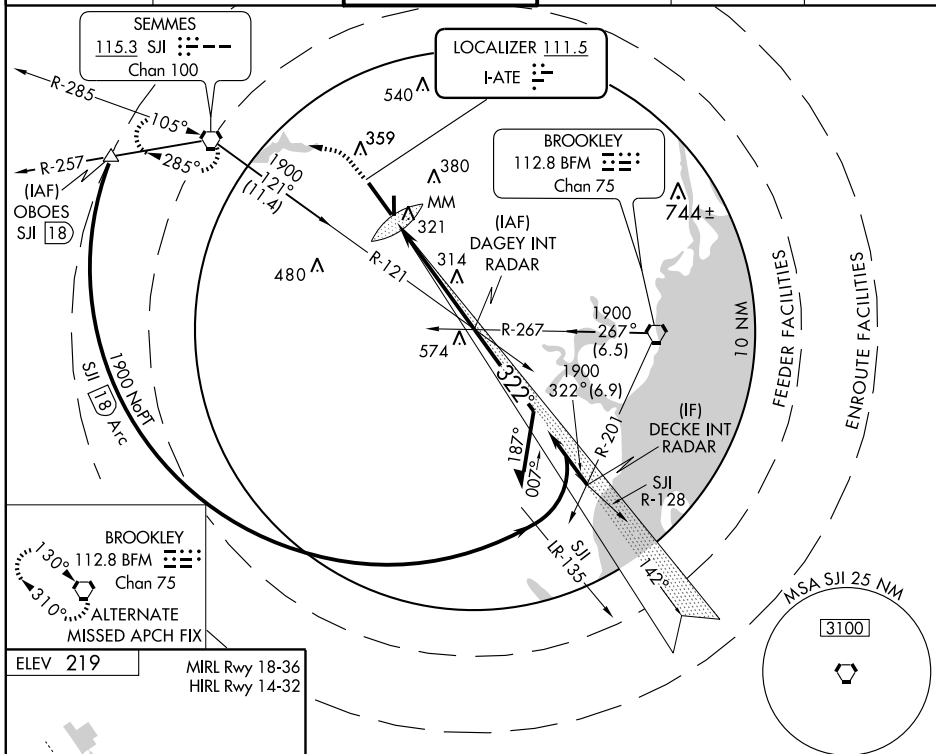 SEMMES
115.3 SJI
Chan 100
LOCALIZER 111.5
I-ATE
R-285
105°
285°
R-257
(IAF)
OBOES
SJI 18
1900
121°
(11.4)
R-121
540
359
380
MM
321
314
480
574
BROOKLEY
112.8 BFM
Chan 75
744±
(IAF)
DAGEY INT
RADAR
R-267
1900
267°
(6.5)
1900
322° (6.9)
322°
187°
007°
R-201
(IF)
DECKE INT
RADAR
SJI
R-128
SJI
LR-135
142°
10 NM
FEEDER FACILITIES
ENROUTE FACILITIES
1900 NoPT
SJI 18 Arc
BROOKLEY
112.8 BFM
Chan 75
130°
310°
ALTERNATE
MISSED APCH FIX
MSA SJI 25 NM
3100
ELEV 219
MIRL Rwy 18-36
HIRL Rwy 14-32